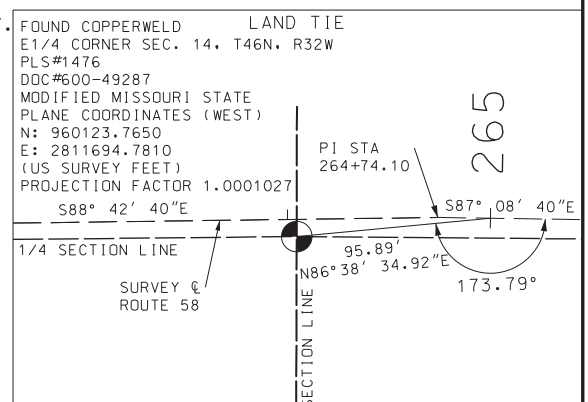 LAND TIE
FOUND COPPERWELD
E1/4 CORNER SEC. 14, T46N, R32W
PLS#1476
DOC#600-49287
MODIFIED MISSOURI STATE
PLANE COORDINATES (WEST)
N: 960123.7650
E: 2811694.7810
(US SURVEY FEET)
PROJECTION FACTOR 1.0001027
PI STA
264+74.10
265
S88° 42' 40"E
S87° 08' 40"E
1/4 SECTION LINE
95.89'
N86°38' 34.92"E
173.79°
SURVEY ℄
ROUTE 58
SECTION LINE